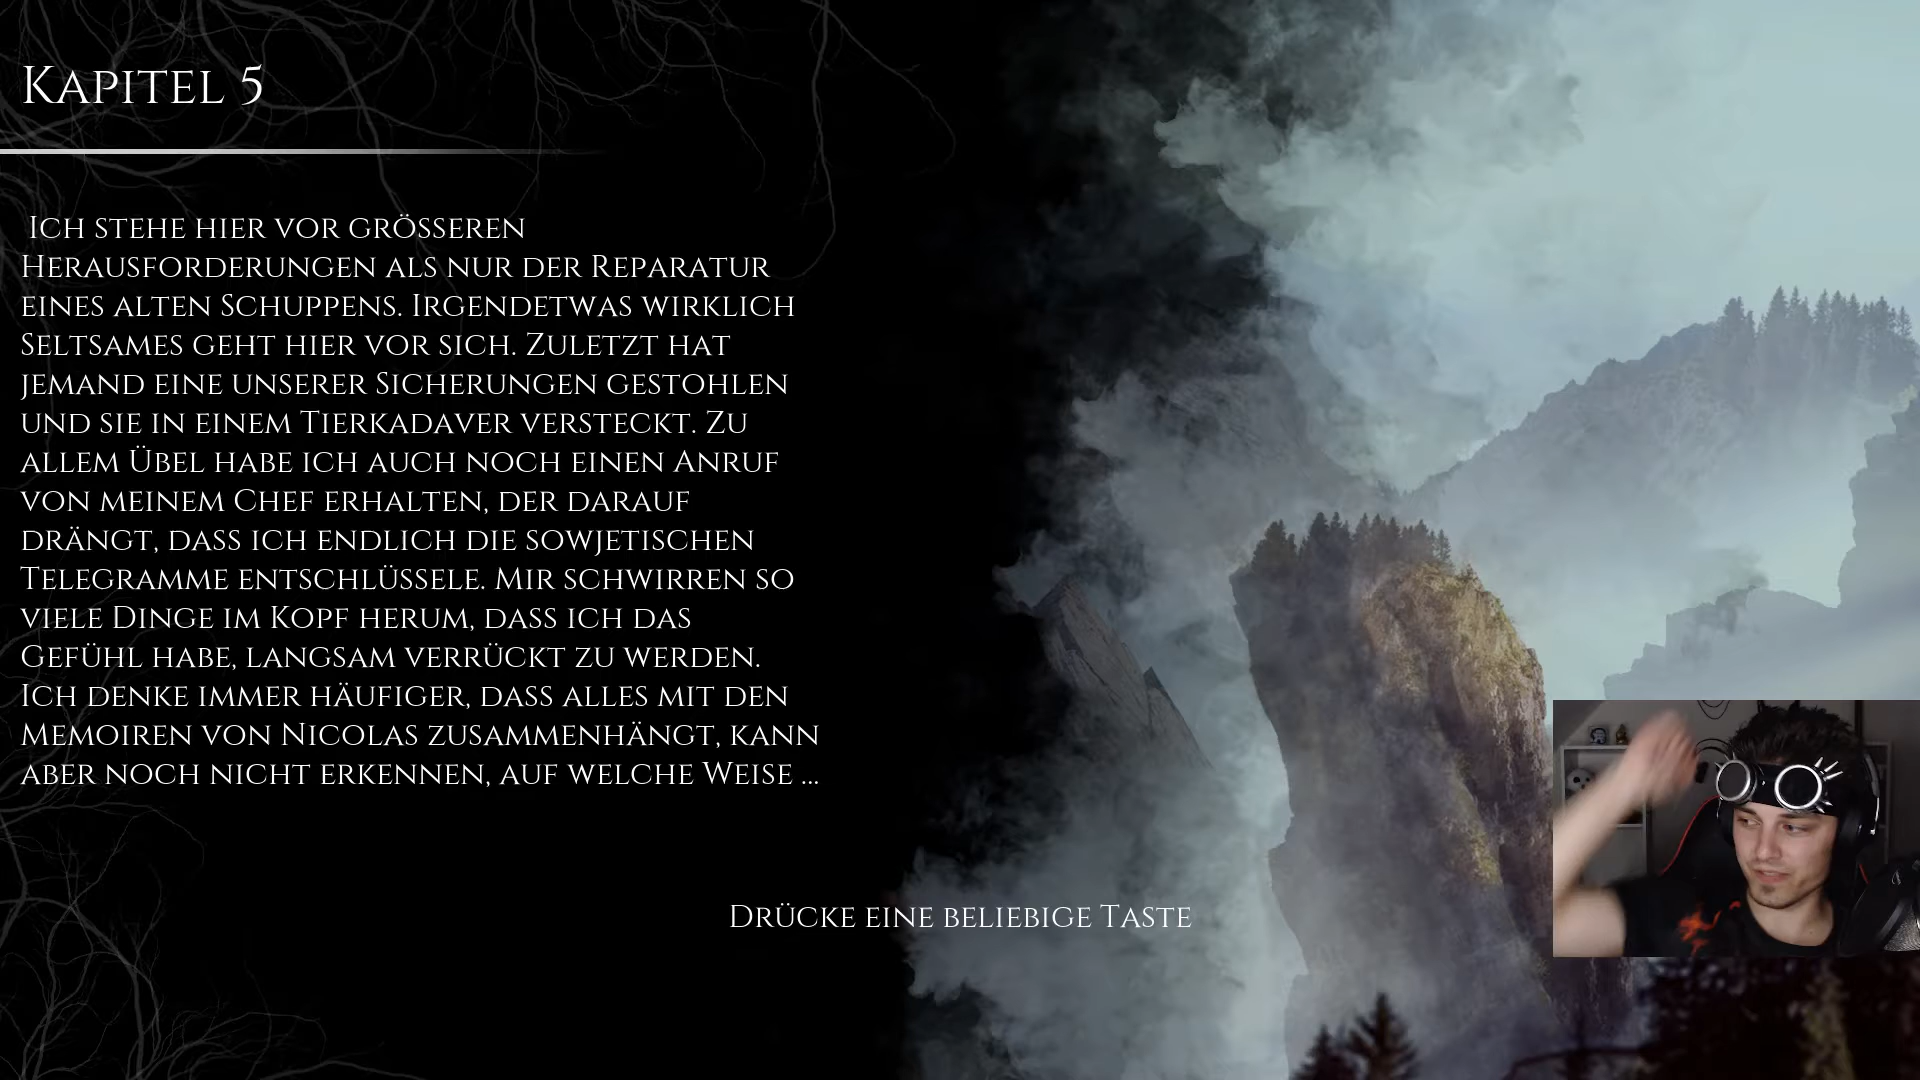 Kapitel 5
Ich stehe hier vor grösseren
Herausforderungen als nur der Reparatur
eines alten Schuppens. Irgendetwas wirklich
Seltsames geht hier vor sich. Zuletzt hat
jemand eine unserer Sicherungen gestohlen
und sie in einem Tierkadaver versteckt. Zu
allem Übel habe ich auch noch einen Anruf
von meinem Chef erhalten, der darauf
drängt, dass ich endlich die sowjetischen
Telegramme entschlüssele. Mir schwirren so
viele Dinge im Kopf herum, dass ich das
Gefühl habe, langsam verrückt zu werden.
Ich denke immer häufiger, dass alles mit den
Memoiren von Nicolas zusammenhängt, kann
aber noch nicht erkennen, auf welche Weise ...
Drücke eine beliebige Taste